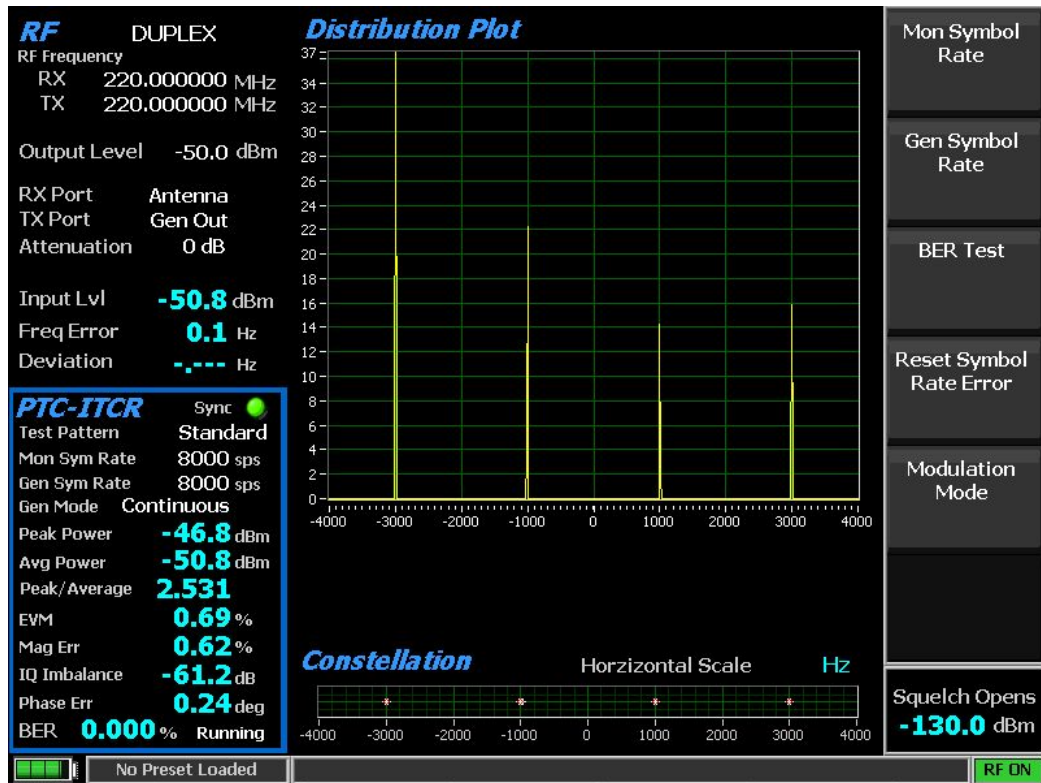 RF DUPLEX
RF Frequency
RX 220.000000 MHz
TX 220.000000 MHz
Output Level -50.0 dBm
RX Port Antenna
TX Port Gen Out
Attenuation 0 dB
Input Lvl -50.8 dBm
Freq Error 0.1 Hz
Deviation -.--- Hz
PTC-ITCR Sync
Test Pattern Standard
Mon Sym Rate 8000 sps
Gen Sym Rate 8000 sps
Gen Mode Continuous
Peak Power -46.8 dBm
Avg Power -50.8 dBm
Peak/Average 2.531
EVM 0.69 %
Mag Err 0.62 %
IQ Imbalance -61.2 dB
Phase Err 0.24 deg
BER 0.000 % Running
Distribution Plot
37
34
32
30
28
26
24
22
20
18
16
14
12
10
8
6
4
2
0
-4000 -3000 -2000 -1000 0 1000 2000 3000 4000
Constellation Horzizontal Scale Hz
-4000 -3000 -2000 -1000 0 1000 2000 3000 4000
Mon Symbol
Rate
Gen Symbol
Rate
BER Test
Reset Symbol
Rate Error
Modulation
Mode
Squelch Opens
-130.0 dBm
No Preset Loaded
RF ON